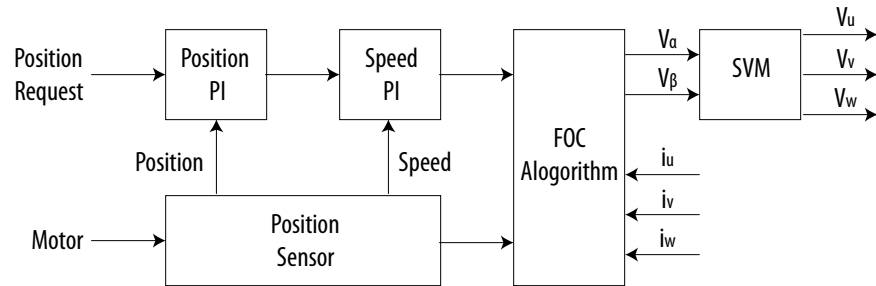 Position
Request
Position
PI
Speed
PI
FOC
Alogorithm
Vα
Vβ
SVM
Vu
Vv
Vw
Position
Speed
iu
iv
iw
Motor
Position
Sensor